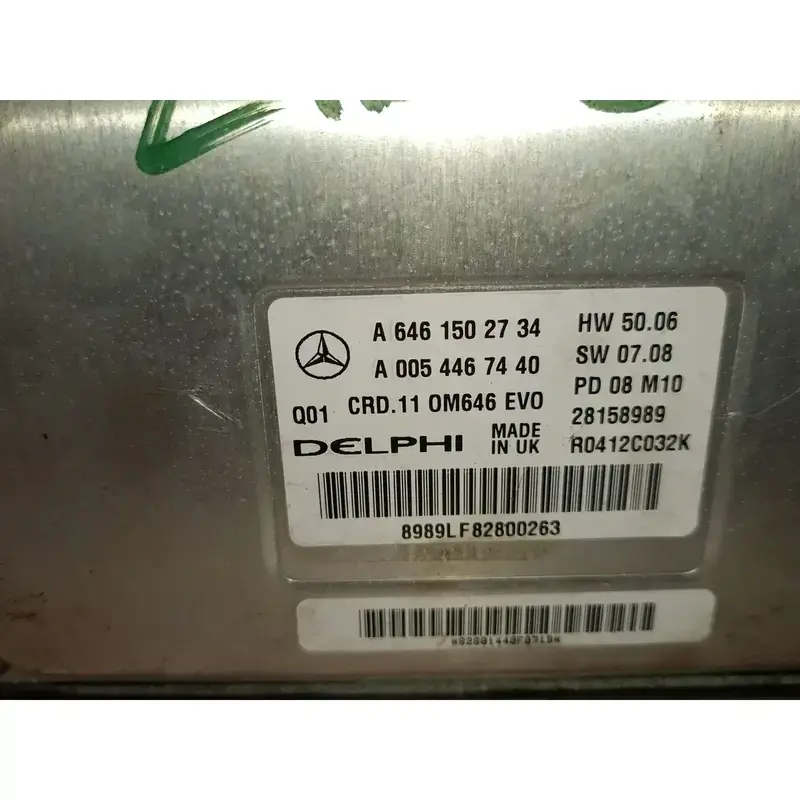 A 646 150 27 34
HW 50.06
A 005 446 74 40
SW 07.08
PD 08 M10
Q01 CRD.11 OM646 EVO
28158989
DELPHI
MADE
IN UK
R0412C032K
8989LF82800263